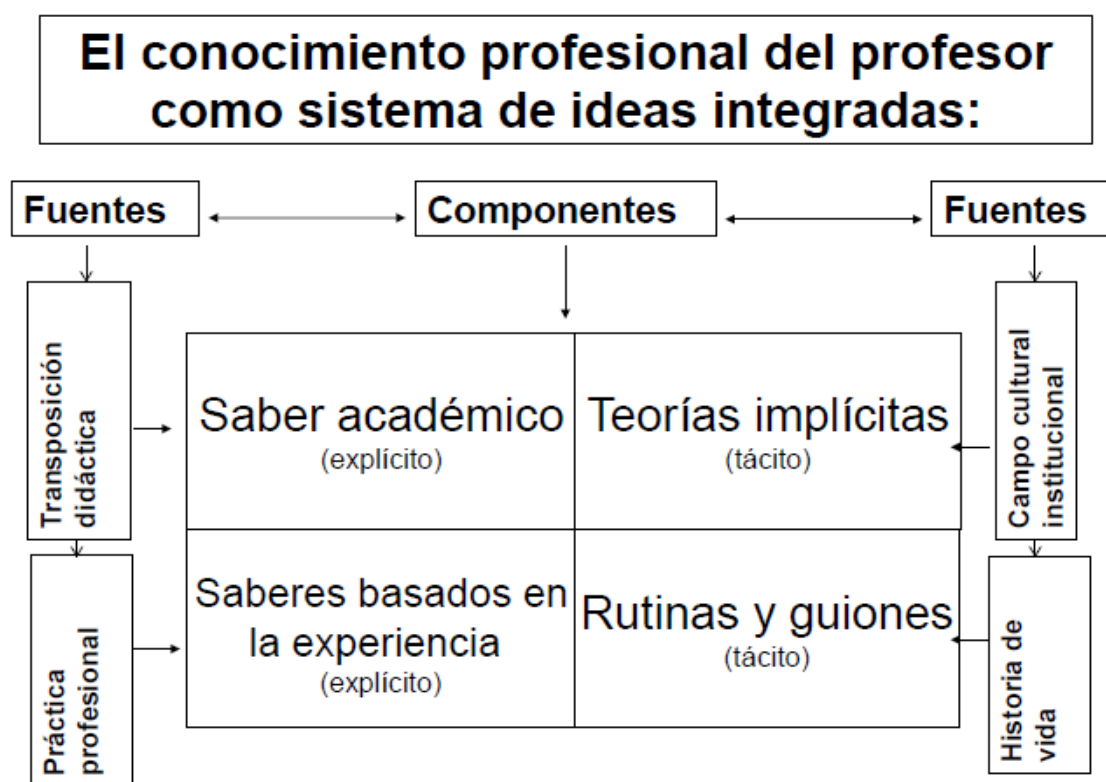 El conocimiento profesional del profesor
como sistema de ideas integradas:
Fuentes
Componentes
Fuentes
Transposición
didáctica
Saber académico
(explícito)
Teorías implícitas
(tácito)
Campo cultural
institucional
Práctica
profesional
Saberes basados en
la experiencia
(explícito)
Rutinas y guiones
(tácito)
Historia de
vida